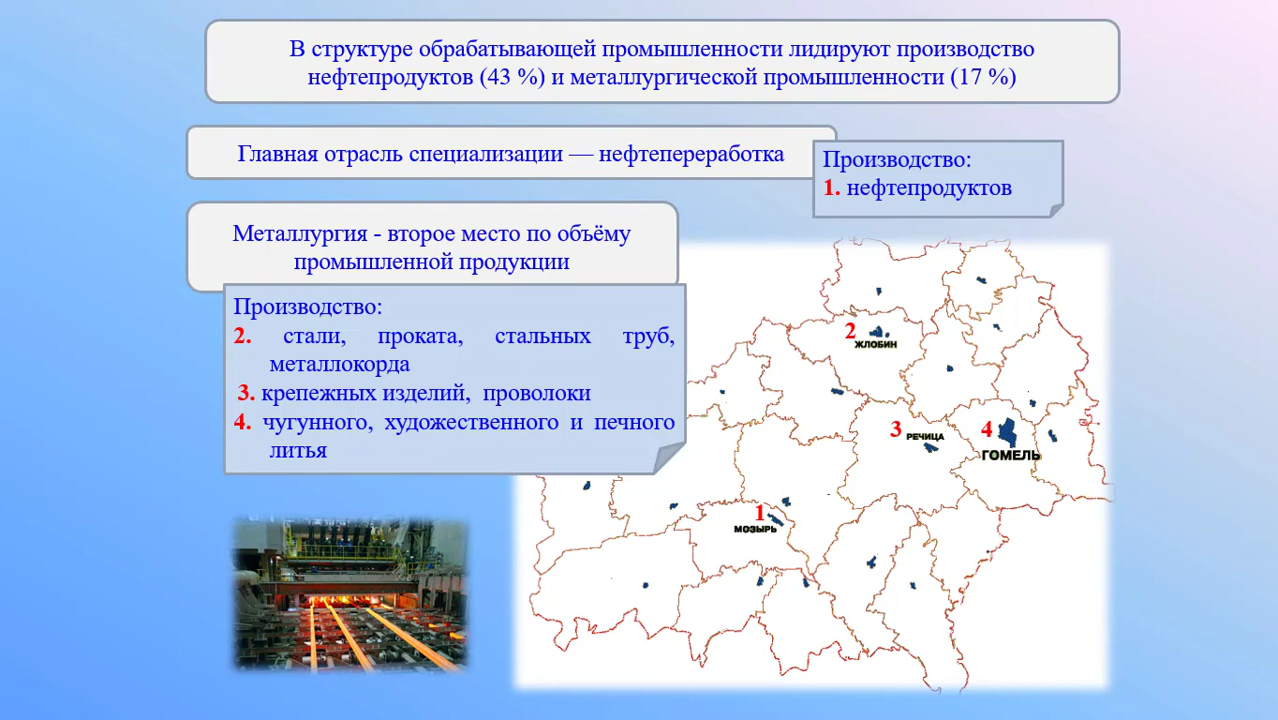 В структуре обрабатывающей промышленности лидируют производство
нефтепродуктов (43 %) и металлургической промышленности (17 %)
Главная отрасль специализации — нефтепереработка
Производство:
1. нефтепродуктов
Металлургия - второе место по объёму
промышленной продукции
Производство:
2. стали, проката, стальных труб,
металлокорда
3. крепежных изделий, проволоки
4. чугунного, художественного и печного
литья
2
ЖЛОБИН
3
РЕЧИЦА
4
ГОМЕЛЬ
1
МОЗЫРЬ